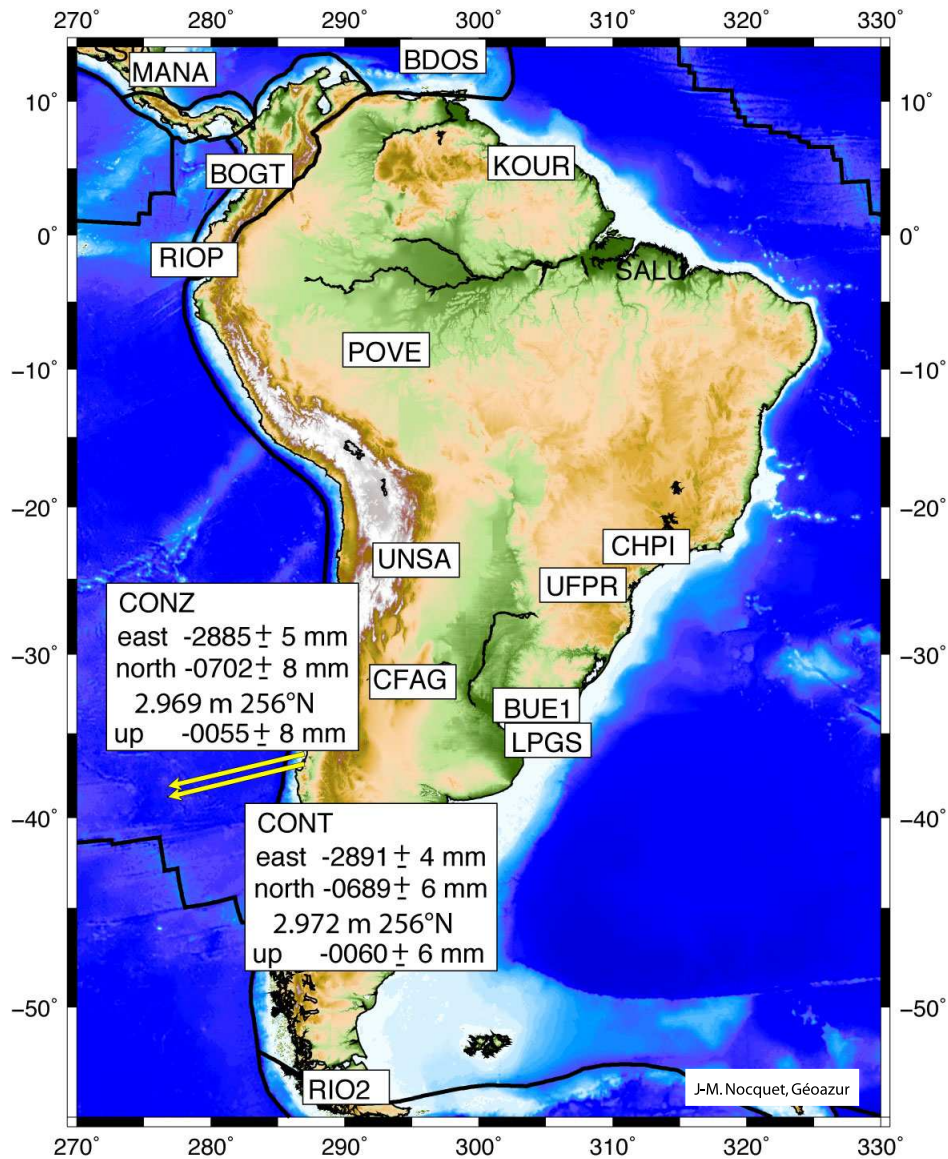 270° 280° 290° 300° 310° 320° 330°
MANA
BDOS
10° 10°
BOGT
KOUR
0° 0°
RIOP
SALU
POVE
−10° −10°
−20° −20°
UNSA
CHPI
UFPR
CONZ
east -2885 ± 5 mm
north -0702 ± 8 mm
2.969 m 256°N
up -0055 ± 8 mm
−30° −30°
CFAG
BUE1
LPGS
−40° −40°
CONT
east -2891 ± 4 mm
north -0689 ± 6 mm
2.972 m 256°N
up -0060 ± 6 mm
−50° −50°
RIO2
J-M. Nocquet, Géoazur
270° 280° 290° 300° 310° 320° 330°